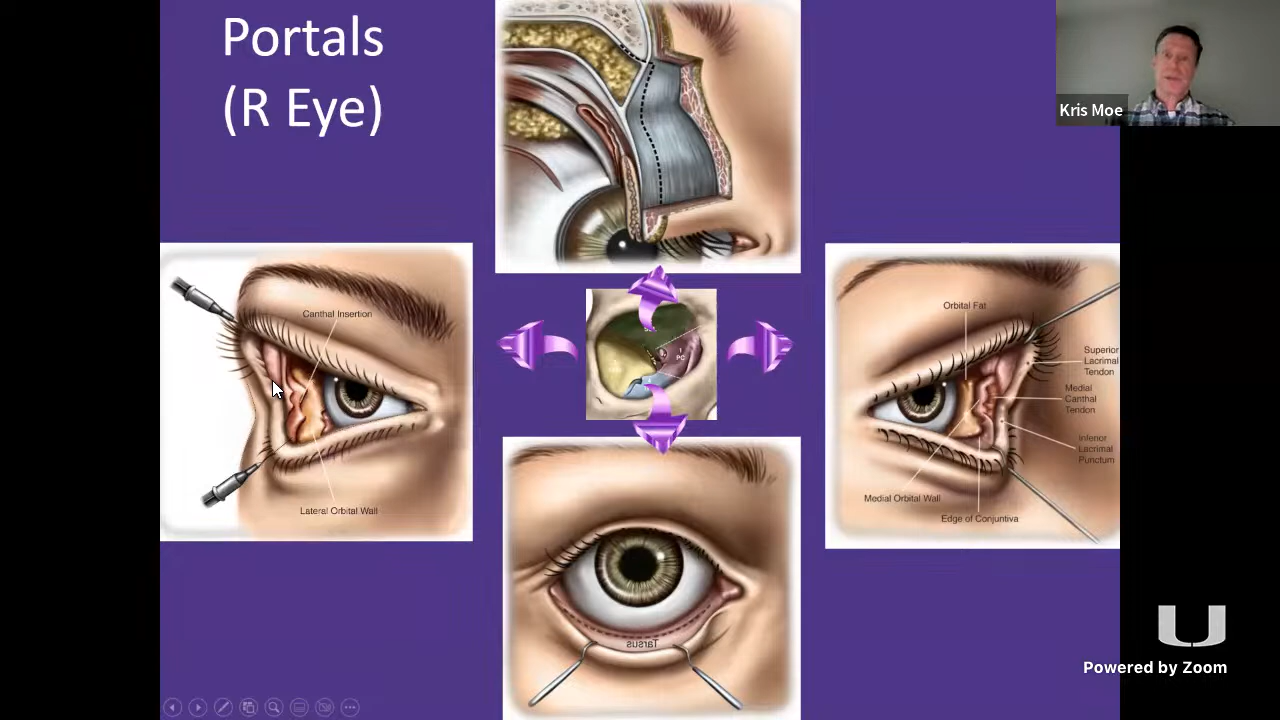 Portals
(R Eye)
Kris Moe
Canthal Insertion
Lateral Orbital Wall
PC
Orbital Fat
Superior
Lacrimal
Tendon
Medial
Canthal
Tendon
Inferior
Lacrimal
Punctum
Medial Orbital Wall
Edge of Conjuntiva
Tarsus
U
Powered by Zoom